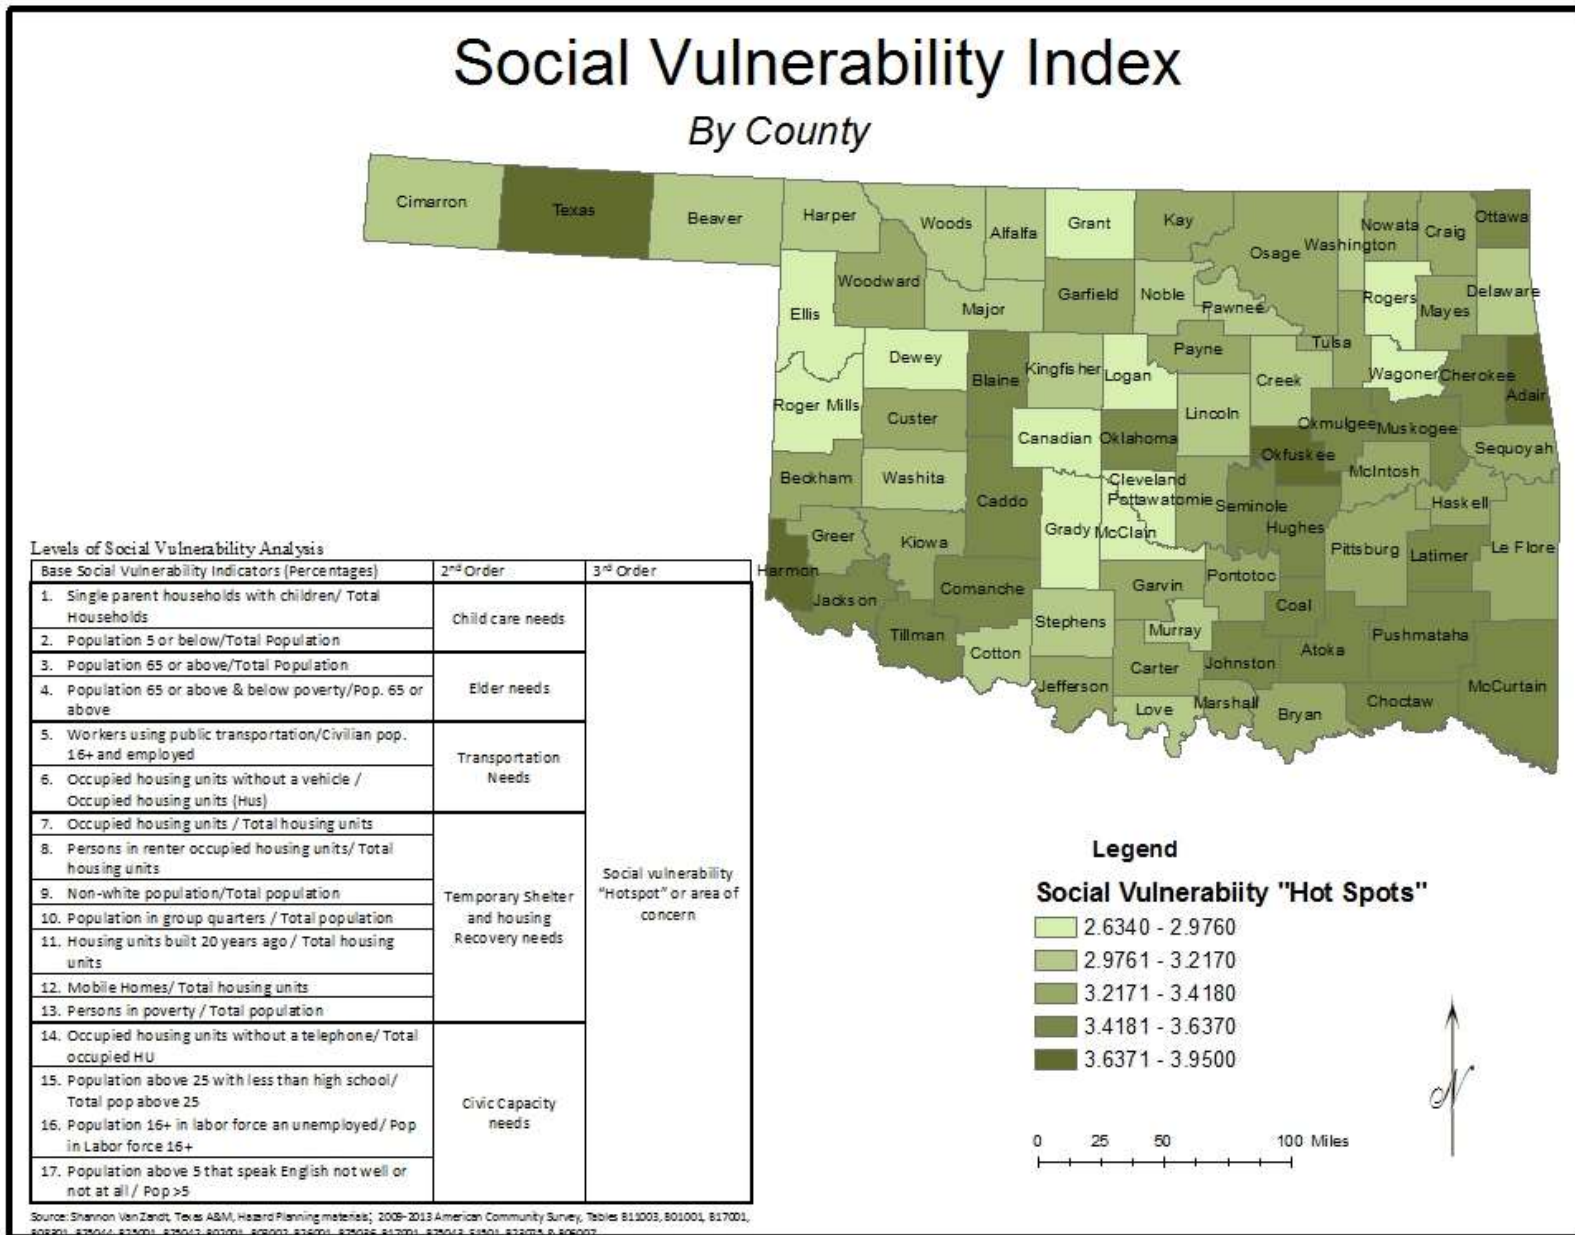 Social Vulnerability Index
By County
Cimarron
Texas
Beaver
Harper
Woods
Alfalfa
Grant
Kay
Osage
Washington
Nowata
Craig
Ottawa
Ellis
Woodward
Major
Garfield
Noble
Pawnee
Rogers
Mayes
Delaware
Roger Mills
Dewey
Blaine
Kingfisher
Logan
Payne
Creek
Tulsa
Wagoner
Cherokee
Adair
Custer
Canadian
Oklahoma
Lincoln
Okmulgee
Muskogee
Sequoyah
Beckham
Washita
Caddo
Grady
Cleveland
Pottawatomie
McClain
Seminole
Okfuskee
Hughes
McIntosh
Haskell
Pittsburg
Latimer
Le Flore
Harmon
Greer
Kiowa
Jackson
Comanche
Tillman
Cotton
Stephens
Garvin
Pontotoc
Murray
Coal
Jefferson
Carter
Johnston
Atoka
Pushmataha
McCurtain
Love
Marshall
Bryan
Choctaw
Levels of Social Vulnerability Analysis
Base Social Vulnerability Indicators (Percentages) 2nd Order 3rd Order
1. Single parent households with children/ Total
Households
2. Population 5 or below/Total Population
Child care needs
3. Population 65 or above/Total Population
4. Population 65 or above & below poverty/Pop. 65 or
above
Elder needs
5. Workers using public transportation/Civilian pop.
16+ and employed
6. Occupied housing units without a vehicle /
Occupied housing units (Hus)
Transportation
Needs
7. Occupied housing units / Total housing units
8. Persons in renter occupied housing units/ Total
housing units
9. Non-white population/Total population
10. Population in group quarters / Total population
11. Housing units built 20 years ago / Total housing
units
12. Mobile Homes/ Total housing units
13. Persons in poverty / Total population
Temporary Shelter
and housing
Recovery needs
14. Occupied housing units without a telephone/ Total
occupied HU
15. Population above 25 with less than high school/
Total pop above 25
16. Population 16+ in labor force an unemployed/ Pop
in Labor force 16+
17. Population above 5 that speak English not well or
not at all / Pop >5
Civic Capacity
needs
Social vulnerability
"Hotspot" or area of
concern
Source: Shannon Van Zandt, Texas A&M, Hazard Planning materials; 2009-2013 American Community Survey, Tables B11003, B01001, B17001,
Legend
Social Vulnerabiity "Hot Spots"
2.6340 - 2.9760
2.9761 - 3.2170
3.2171 - 3.4180
3.4181 - 3.6370
3.6371 - 3.9500
0 25 50 100 Miles
N